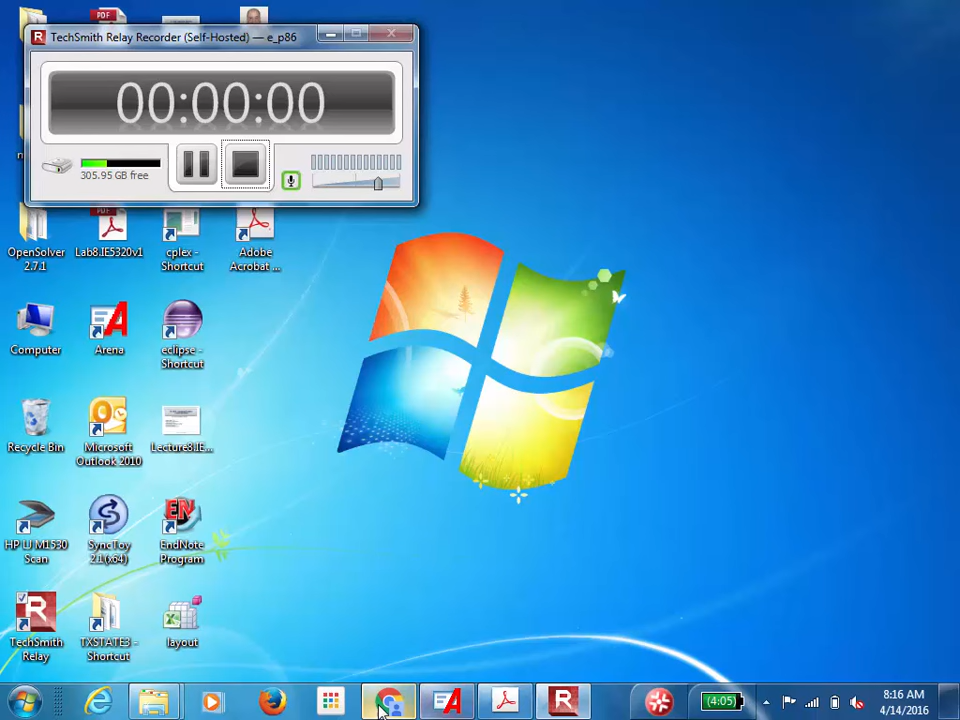 TechSmith Relay Recorder (Self-Hosted) — e_p86
00:00:00
305.95 GB free
OpenSolver
2.7.1
Lab8.IE5320v1
cplex -
Shortcut
Adobe
Acrobat ...
Computer
Arena
eclipse -
Shortcut
Recycle Bin
Microsoft
Outlook 2010
Lecture8.IE...
HP LJ M1530
Scan
SyncToy
2.1(x64)
EndNote
Program
TechSmith
Relay
TXSTATE3 -
Shortcut
layout
(4:05)
8:16 AM
4/14/2016